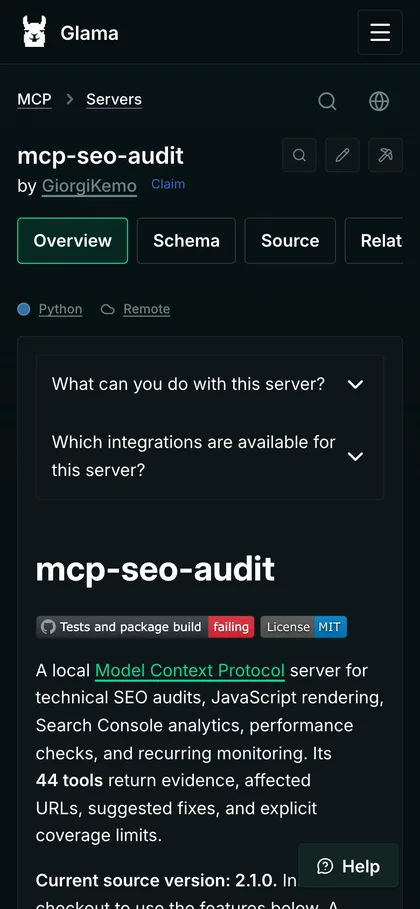 Glama
MCP
Servers
mcp-seo-audit
by GiorgiKemo Claim
Overview
Schema
Source
Relat
Python
Remote
What can you do with this server?
Which integrations are available for
this server?
mcp-seo-audit
Tests and package build failing
License MIT
A local Model Context Protocol server for
technical SEO audits, JavaScript rendering,
Search Console analytics, performance
checks, and recurring monitoring. Its
44 tools return evidence, affected
URLs, suggested fixes, and explicit
coverage limits.
Current source version: 2.1.0. In
checkout to use the features below. A
Help